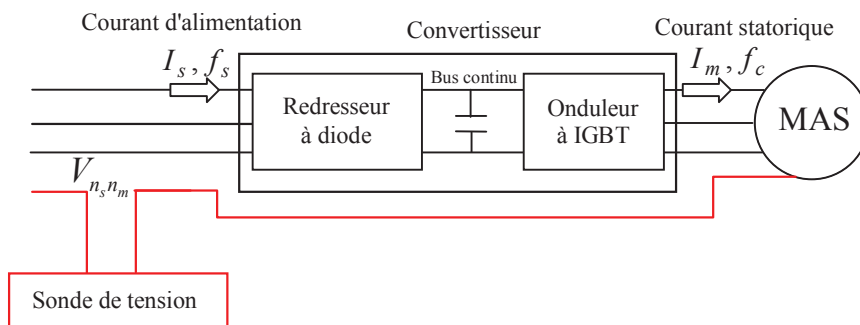 Courant d'alimentation
Convertisseur
Courant statorique
I_s, f_s
I_m, f_c
Bus continu
Redresseur
à diode
Onduleur
à IGBT
MAS
V_{n_s n_m}
Sonde de tension